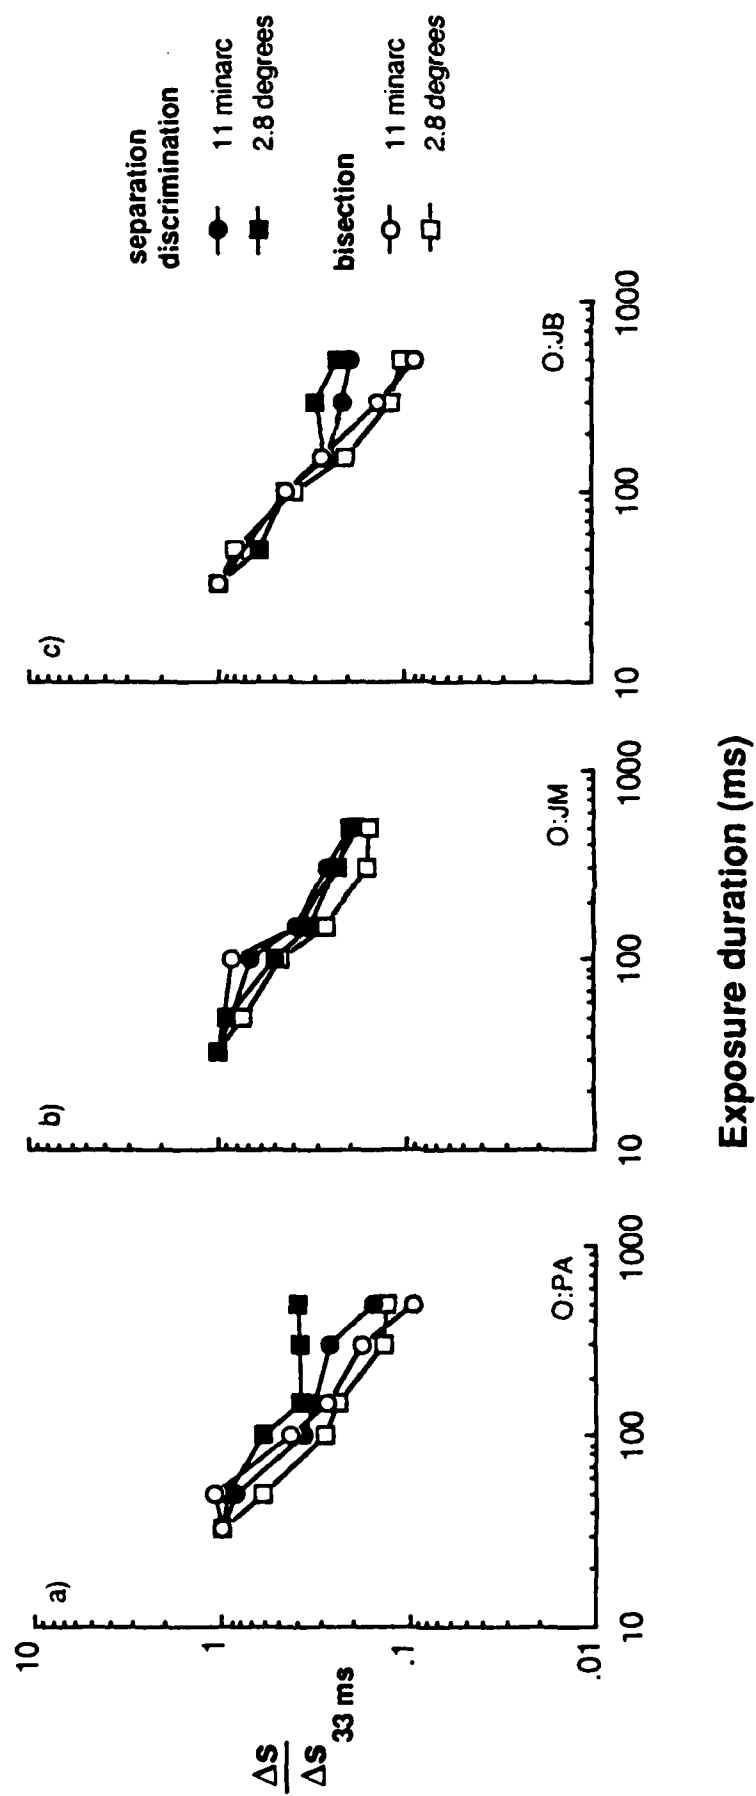 separation
discrimination
11 minarc
2.8 degrees
bisection
11 minarc
2.8 degrees
Δs
Δs 33 ms
10
1
.1
.01
a)
O:PA
10
100
1000
b)
O:JM
10
100
1000
c)
O:JB
10
100
1000
Exposure duration (ms)